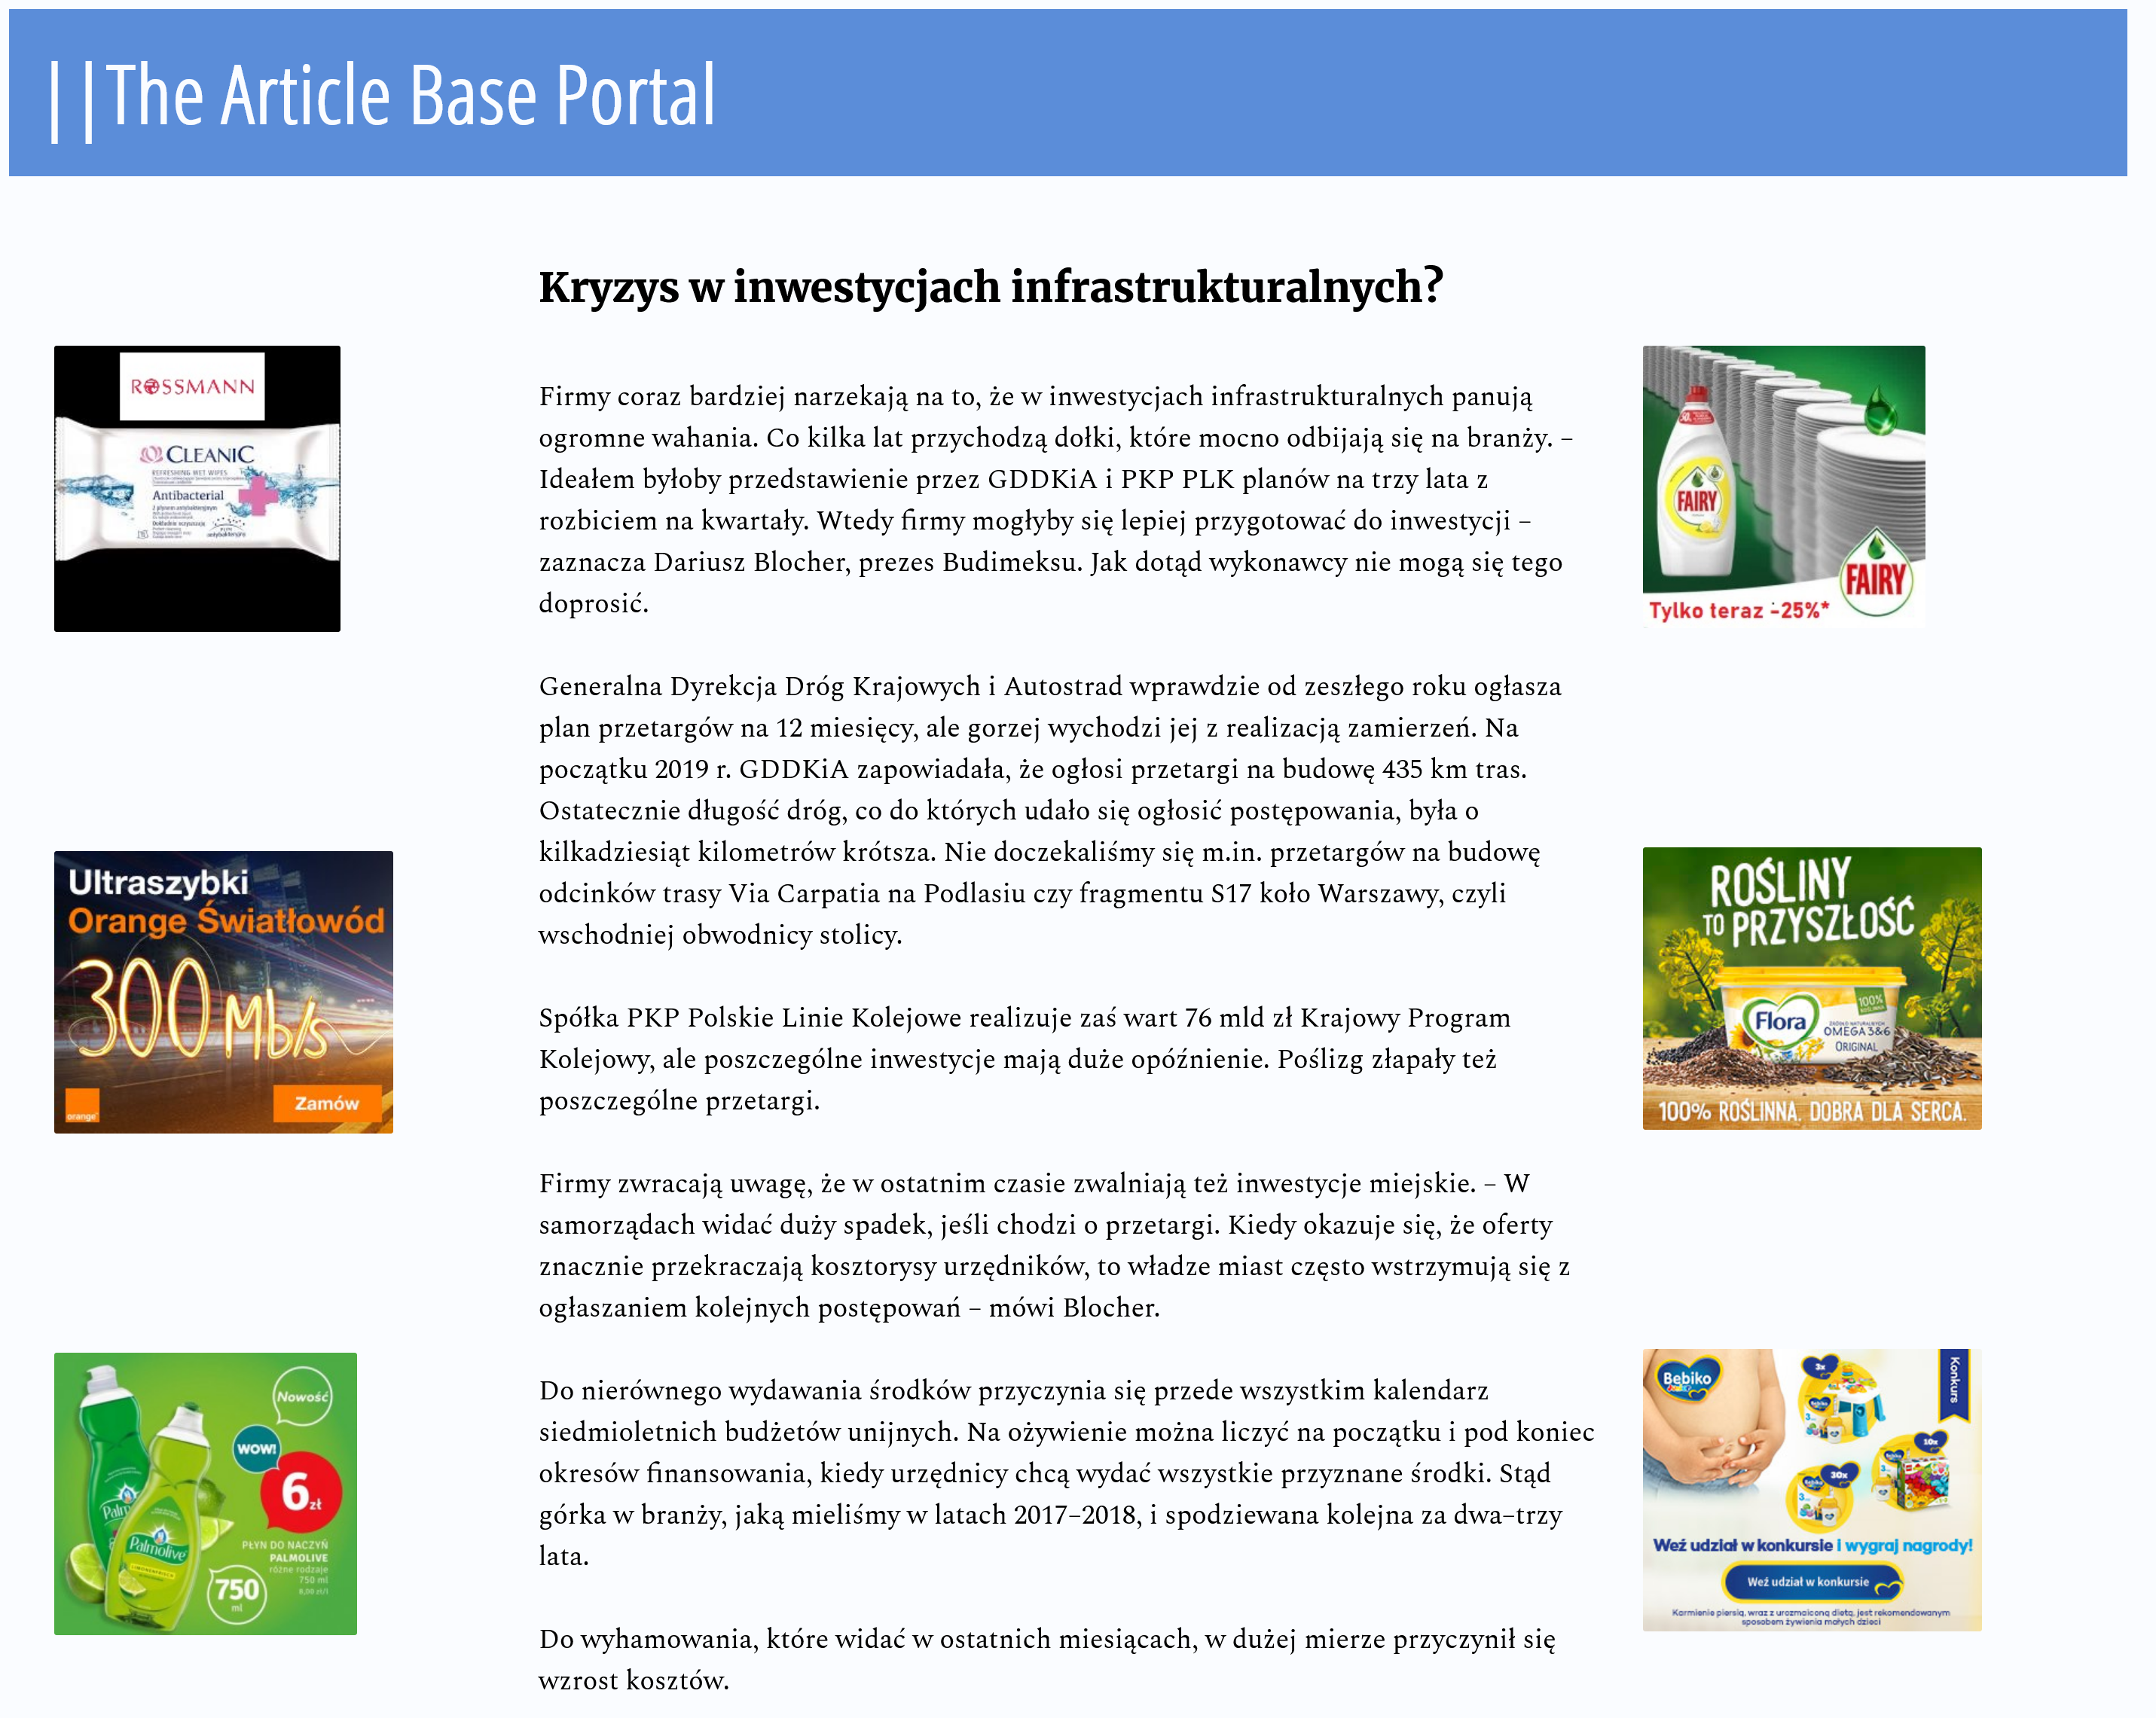 ||The Article Base Portal
Kryzys w inwestycjach infrastrukturalnych?
Firmy coraz bardziej narzekają na to, że w inwestycjach infrastrukturalnych panują
ogromne wahania. Co kilka lat przychodzą dołki, które mocno odbijają się na branży. –
Ideałem byłoby przedstawienie przez GDDKiA i PKP PLK planów na trzy lata z
rozbiciem na kwartały. Wtedy firmy mogłyby się lepiej przygotować do inwestycji –
zaznacza Dariusz Blocher, prezes Budimeksu. Jak dotąd wykonawcy nie mogą się tego
doprosić.
Generalna Dyrekcja Dróg Krajowych i Autostrad wprawdzie od zeszłego roku ogłasza
plan przetargów na 12 miesięcy, ale gorzej wychodzi jej z realizacją zamierzeń. Na
początku 2019 r. GDDKiA zapowiadała, że ogłosi przetargi na budowę 435 km tras.
Ostatecznie długość dróg, co do których udało się ogłosić postępowania, była o
kilkadziesiąt kilometrów krótsza. Nie doczekaliśmy się m.in. przetargów na budowę
odcinków trasy Via Carpatia na Podlasiu czy fragmentu S17 koło Warszawy, czyli
wschodniej obwodnicy stolicy.
Spółka PKP Polskie Linie Kolejowe realizuje zaś wart 76 mld zł Krajowy Program
Kolejowy, ale poszczególne inwestycje mają duże opóźnienie. Poślizg złapały też
poszczególne przetargi.
Firmy zwracają uwagę, że w ostatnim czasie zwalniają też inwestycje miejskie. – W
samorządach widać duży spadek, jeśli chodzi o przetargi. Kiedy okazuje się, że oferty
znacznie przekraczają kosztorysy urzędników, to władze miast często wstrzymują się z
ogłaszaniem kolejnych postępowań – mówi Blocher.
Do nierównego wydawania środków przyczynia się przede wszystkim kalendarz
siedmioletnich budżetów unijnych. Na ożywienie można liczyć na początku i pod koniec
okresów finansowania, kiedy urzędnicy chcą wydać wszystkie przyznane środki. Stąd
górka w branży, jaką mieliśmy w latach 2017–2018, i spodziewana kolejna za dwa–trzy
lata.
Do wyhamowania, które widać w ostatnich miesiącach, w dużej mierze przyczynił się
wzrost kosztów.
ROSSMANN
CLEANIC
REFRESHING WET WIPES
Antibacterial
Z płynem antybakteryjnym
antybakteryjne
Ultraszybki
Orange Światłowód
300 Mb/s
orange
Zamów
Nowość
WOW!
6 zł
Palmolive
PŁYN DO NACZYŃ
PALMOLIVE
różne rodzaje
750 ml
8,00 zł/l
750
ml
FAIRY
FAIRY
Tylko teraz -25%*
ROŚLINY
TO PRZYSZŁOŚĆ
100%
Flora
OMEGA 3&6
ORIGINAL
100% ROŚLINNA. DOBRA DLA SERCA.
Bebiko
Junior
Konkurs
3x
10x
30x
Weź udział w konkursie i wygraj nagrody!
Weź udział w konkursie
Karmienie piersią, wraz z urozmaiconą dietą, jest rekomendowanym
sposobem żywienia małych dzieci